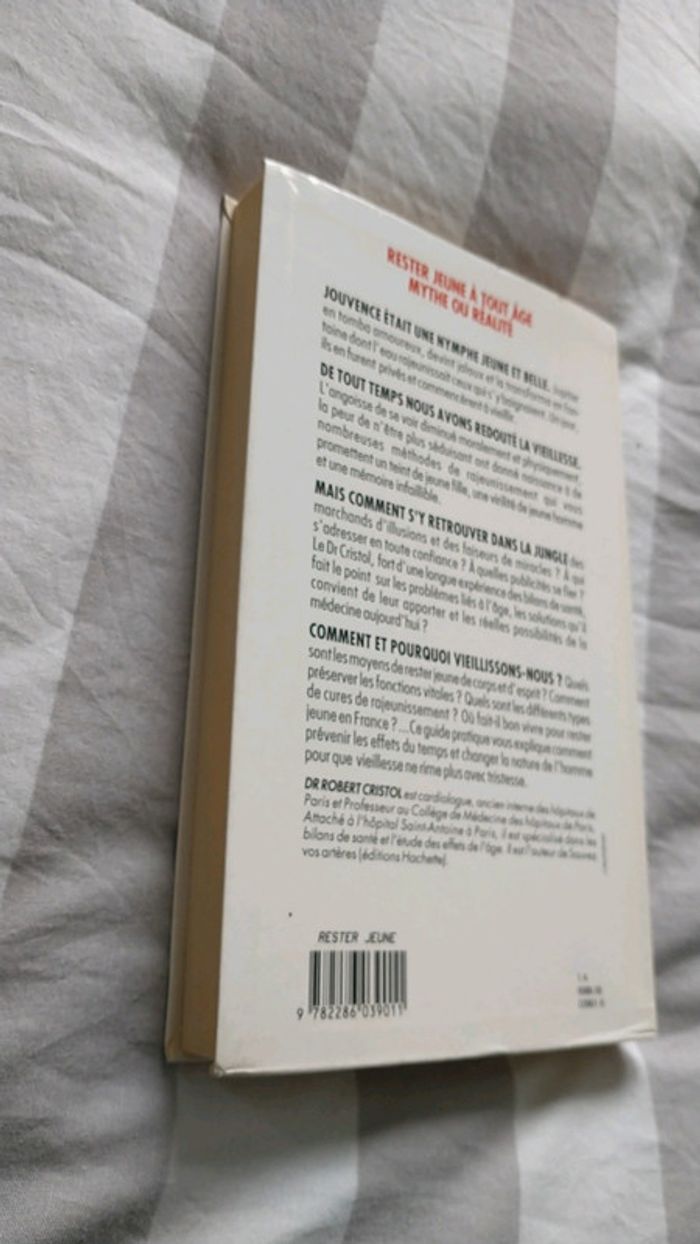 RESTER JEUNE À TOUT ÂGE
MYTHE OU RÉALITÉ
JOUVENCE ÉTAIT UNE NYMPHE JEUNE ET BELLE. Jupiter
en tomba amoureux, devint jaloux et la transforma en fon-
taine dont l'eau rajeunissait ceux qui s'y baignaient. Un jour,
ils en furent privés et commencèrent à vieillir.
DE TOUT TEMPS NOUS AVONS REDOUTÉ LA VIEILLESSE.
L'angoisse de se voir diminué moralement et physiquement,
la peur de n'être plus séduisant ont donné naissance à de
nombreuses méthodes de rajeunissement qui vous
promettent un teint de jeune fille, une virilité de jeune homme
et une mémoire infaillible.
MAIS COMMENT S'Y RETROUVER DANS LA JUNGLE des
marchands d'illusions et des faiseurs de miracles ? À qui
s'adresser en toute confiance ? À quelles publicités se fier ?
Le Dr Cristol, fort d'une longue expérience des bilans de santé,
fait le point sur les problèmes liés à l'âge, les solutions qu'il
convient de leur apporter et les réelles possibilités de la
médecine aujourd'hui ?
COMMENT ET POURQUOI VIEILLISSONS-NOUS ? Quels
sont les moyens de rester jeune de corps et d'esprit ? Comment
préserver les fonctions vitales ? Quels sont les différents types
de cures de rajeunissement ? Où fait-il bon vivre pour rester
jeune en France ? ...Ce guide pratique vous explique comment
prévenir les effets du temps et changer la nature de l'homme
pour que vieillesse ne rime plus avec tristesse.
DR ROBERT CRISTOL est cardiologue, ancien interne des hôpitaux de
Paris et Professeur au Collège de Médecine des hôpitaux de Paris.
Attaché à l'hôpital Saint-Antoine à Paris, il est spécialisé dans les
bilans de santé et l'étude des effets de l'âge. Il est l'auteur de Sauvez
vos artères (éditions Hachette).
RESTER JEUNE
9 782286 039011